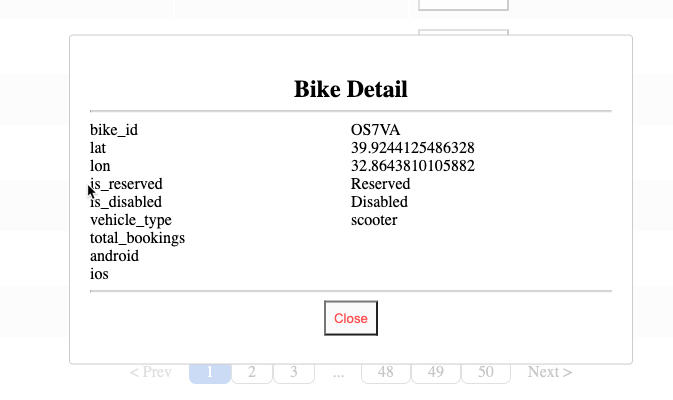 Bike Detail
bike_id OS7VA
lat 39.9244125486328
lon 32.8643810105882
is_reserved Reserved
is_disabled Disabled
vehicle_type scooter
total_bookings
android
ios
Close
< Prev 1 2 3 ... 48 49 50 Next >